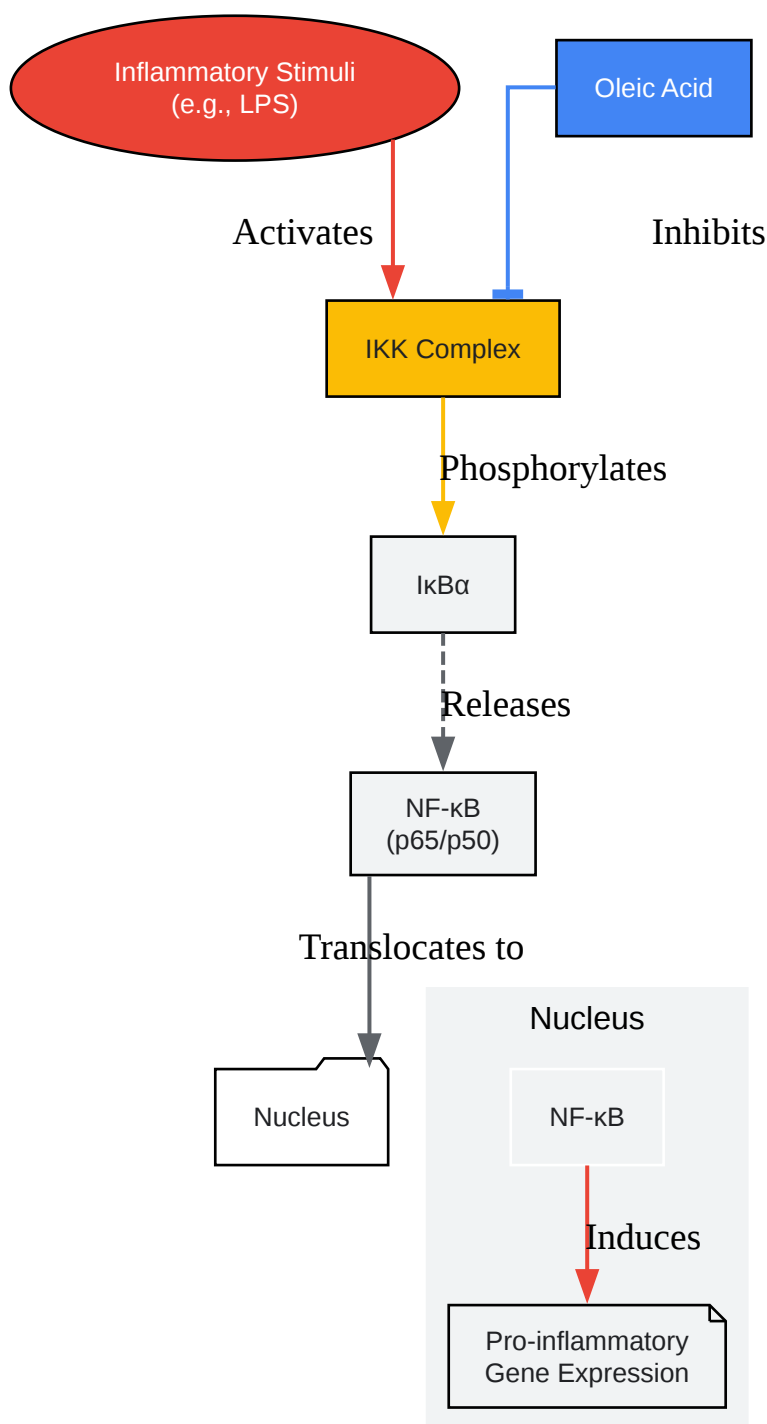 Inflammatory Stimuli
(e.g., LPS)
Oleic Acid
Activates
Inhibits
IKK Complex
Phosphorylates
IκBα
Releases
NF-κB
(p65/p50)
Translocates to
Nucleus
Nucleus
NF-κB
Induces
Pro-inflammatory
Gene Expression